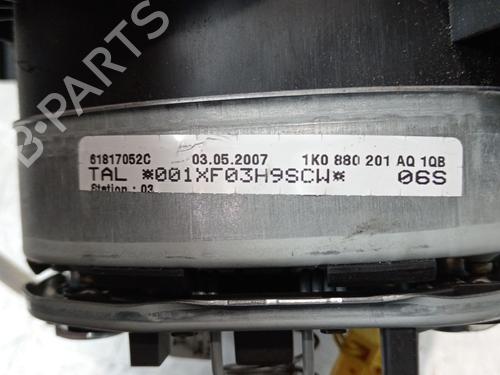 61817052C 03.05.2007 1K0 880 201 AQ 1QB
TAL *001XF03H9SCW* 06S
Station : 03
B-PARTS